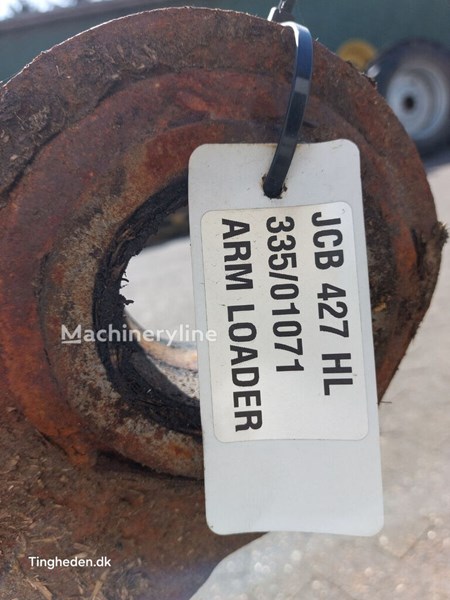 JCB 427 HL
335/01071
ARM LOADER
Machineryline
Tingheden.dk